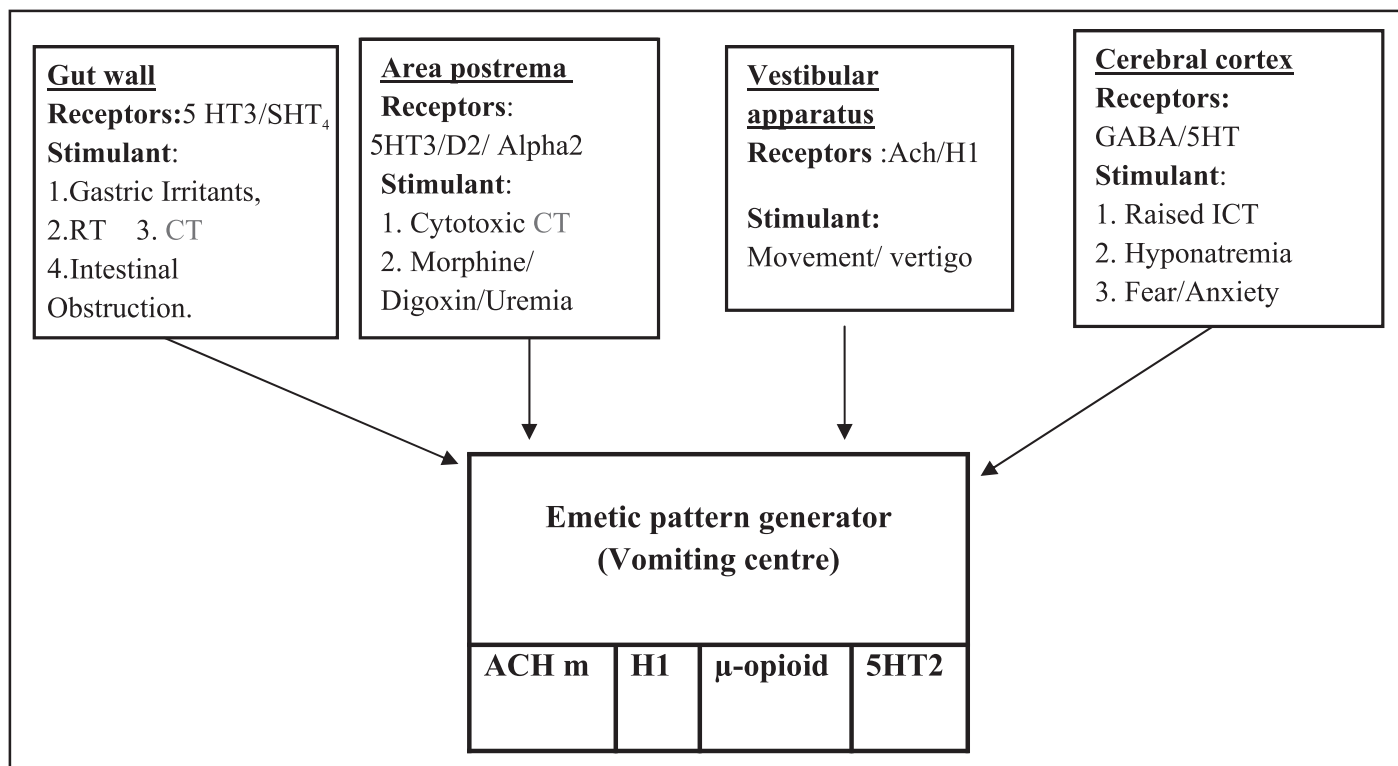 Gut wall
Receptors:5 HT3/SHT₄
Stimulant:
1.Gastric Irritants,
2.RT 3. CT
4.Intestinal
Obstruction.
Area postrema
Receptors:
5HT3/D2/ Alpha2
Stimulant:
1. Cytotoxic CT
2. Morphine/
Digoxin/Uremia
Vestibular
apparatus
Receptors :Ach/H1
Stimulant:
Movement/ vertigo
Cerebral cortex
Receptors:
GABA/5HT
Stimulant:
1. Raised ICT
2. Hyponatremia
3. Fear/Anxiety
Emetic pattern generator
(Vomiting centre)
ACH m H1 μ-opioid 5HT2